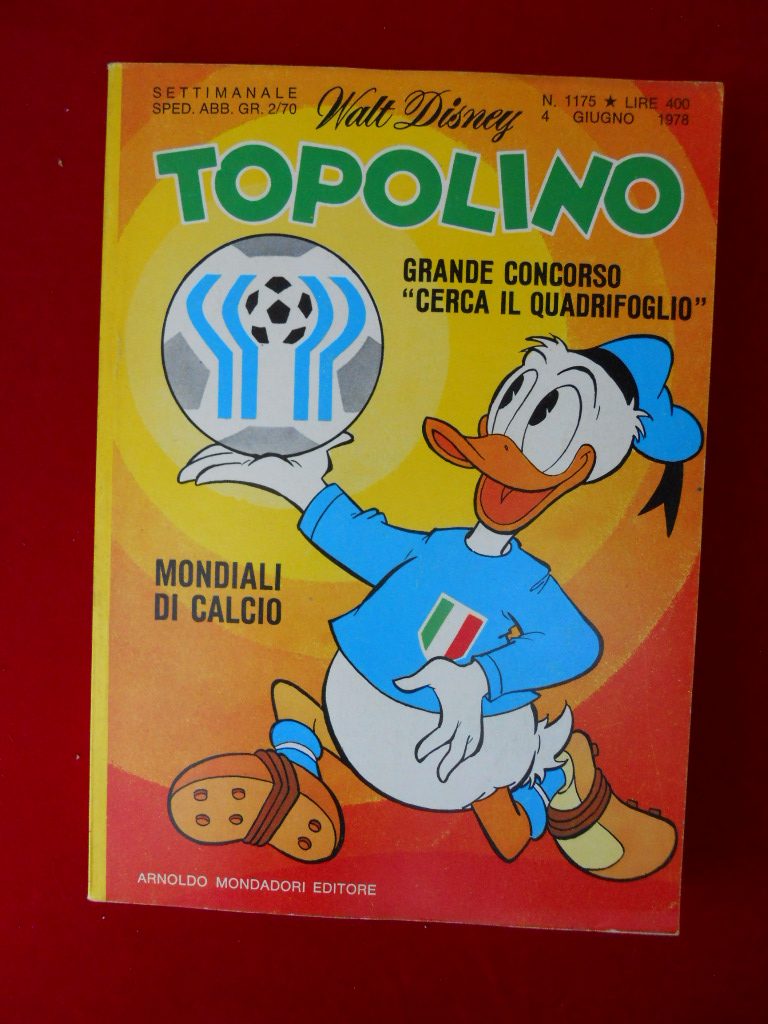 SETTIMANALE
SPED. ABB. GR. 2/70
Walt Disney
N. 1175 ★ LIRE 400
4 GIUGNO 1978
TOPOLINO
GRANDE CONCORSO
"CERCA IL QUADRIFOGLIO"
MONDIALI
DI CALCIO
ARNOLDO MONDADORI EDITORE